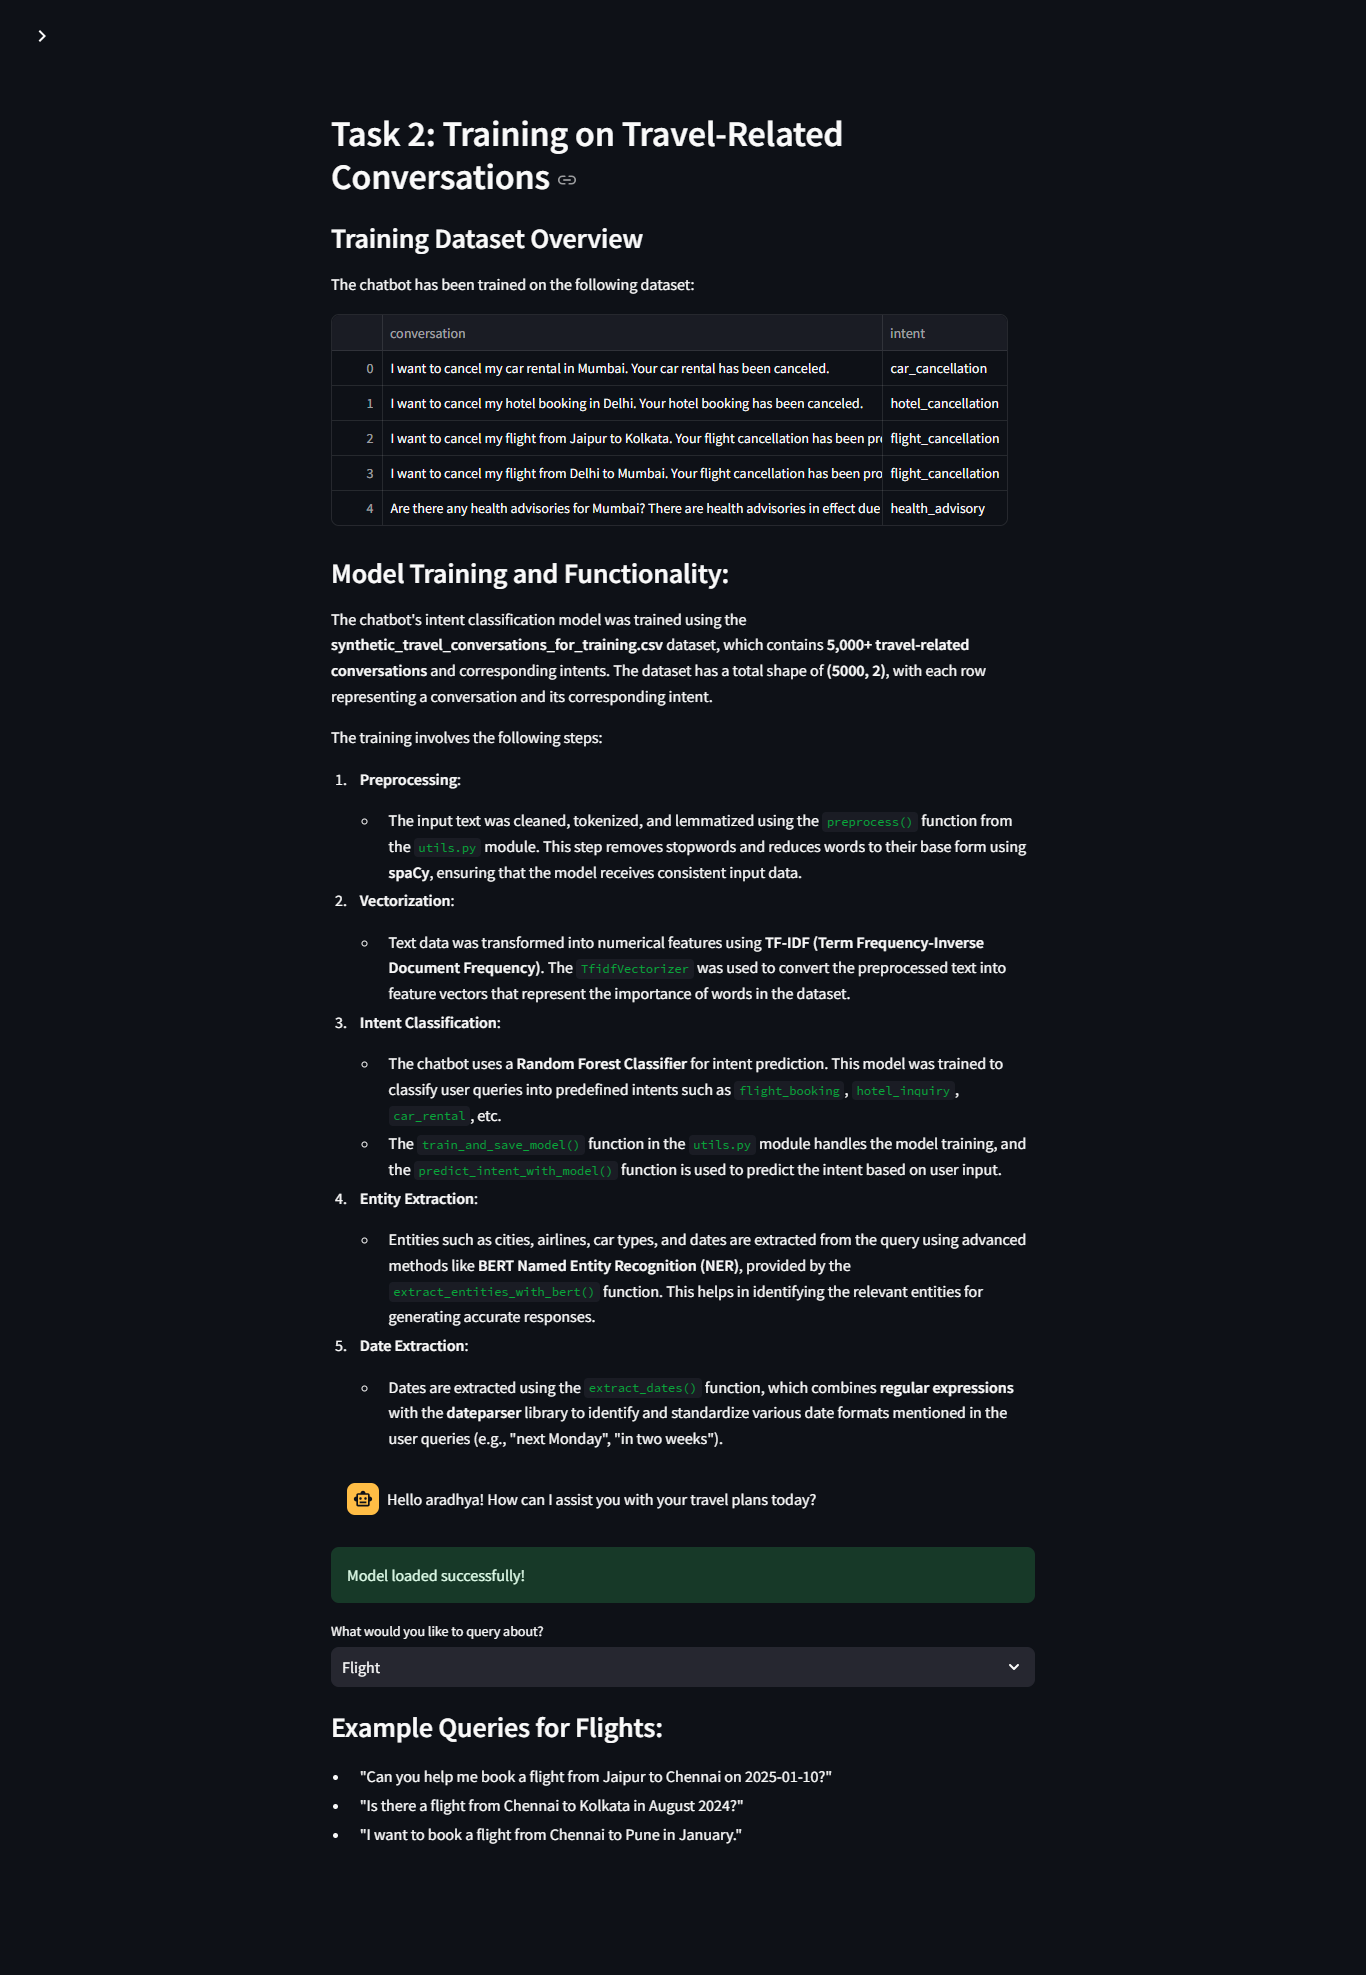 Task 2: Training on Travel-Related
Conversations
Training Dataset Overview
The chatbot has been trained on the following dataset:
conversation intent
0 I want to cancel my car rental in Mumbai. Your car rental has been canceled. car_cancellation
1 I want to cancel my hotel booking in Delhi. Your hotel booking has been canceled. hotel_cancellation
2 I want to cancel my flight from Jaipur to Kolkata. Your flight cancellation has been pro flight_cancellation
3 I want to cancel my flight from Delhi to Mumbai. Your flight cancellation has been pro flight_cancellation
4 Are there any health advisories for Mumbai? There are health advisories in effect due health_advisory
Model Training and Functionality:
The chatbot's intent classification model was trained using the
synthetic_travel_conversations_for_training.csv dataset, which contains 5,000+ travel-related
conversations and corresponding intents. The dataset has a total shape of (5000, 2), with each row
representing a conversation and its corresponding intent.
The training involves the following steps:
1. Preprocessing:
The input text was cleaned, tokenized, and lemmatized using the preprocess() function from
the utils.py module. This step removes stopwords and reduces words to their base form using
spaCy, ensuring that the model receives consistent input data.
2. Vectorization:
Text data was transformed into numerical features using TF-IDF (Term Frequency-Inverse
Document Frequency). The TfidfVectorizer was used to convert the preprocessed text into
feature vectors that represent the importance of words in the dataset.
3. Intent Classification:
The chatbot uses a Random Forest Classifier for intent prediction. This model was trained to
classify user queries into predefined intents such as flight_booking, hotel_inquiry,
car_rental, etc.
The train_and_save_model() function in the utils.py module handles the model training, and
the predict_intent_with_model() function is used to predict the intent based on user input.
4. Entity Extraction:
Entities such as cities, airlines, car types, and dates are extracted from the query using advanced
methods like BERT Named Entity Recognition (NER), provided by the
extract_entities_with_bert() function. This helps in identifying the relevant entities for
generating accurate responses.
5. Date Extraction:
Dates are extracted using the extract_dates() function, which combines regular expressions
with the dateparser library to identify and standardize various date formats mentioned in the
user queries (e.g., "next Monday", "in two weeks").
Hello aradhya! How can I assist you with your travel plans today?
Model loaded successfully!
What would you like to query about?
Flight
Example Queries for Flights:
• "Can you help me book a flight from Jaipur to Chennai on 2025-01-10?"
• "Is there a flight from Chennai to Kolkata in August 2024?"
• "I want to book a flight from Chennai to Pune in January."